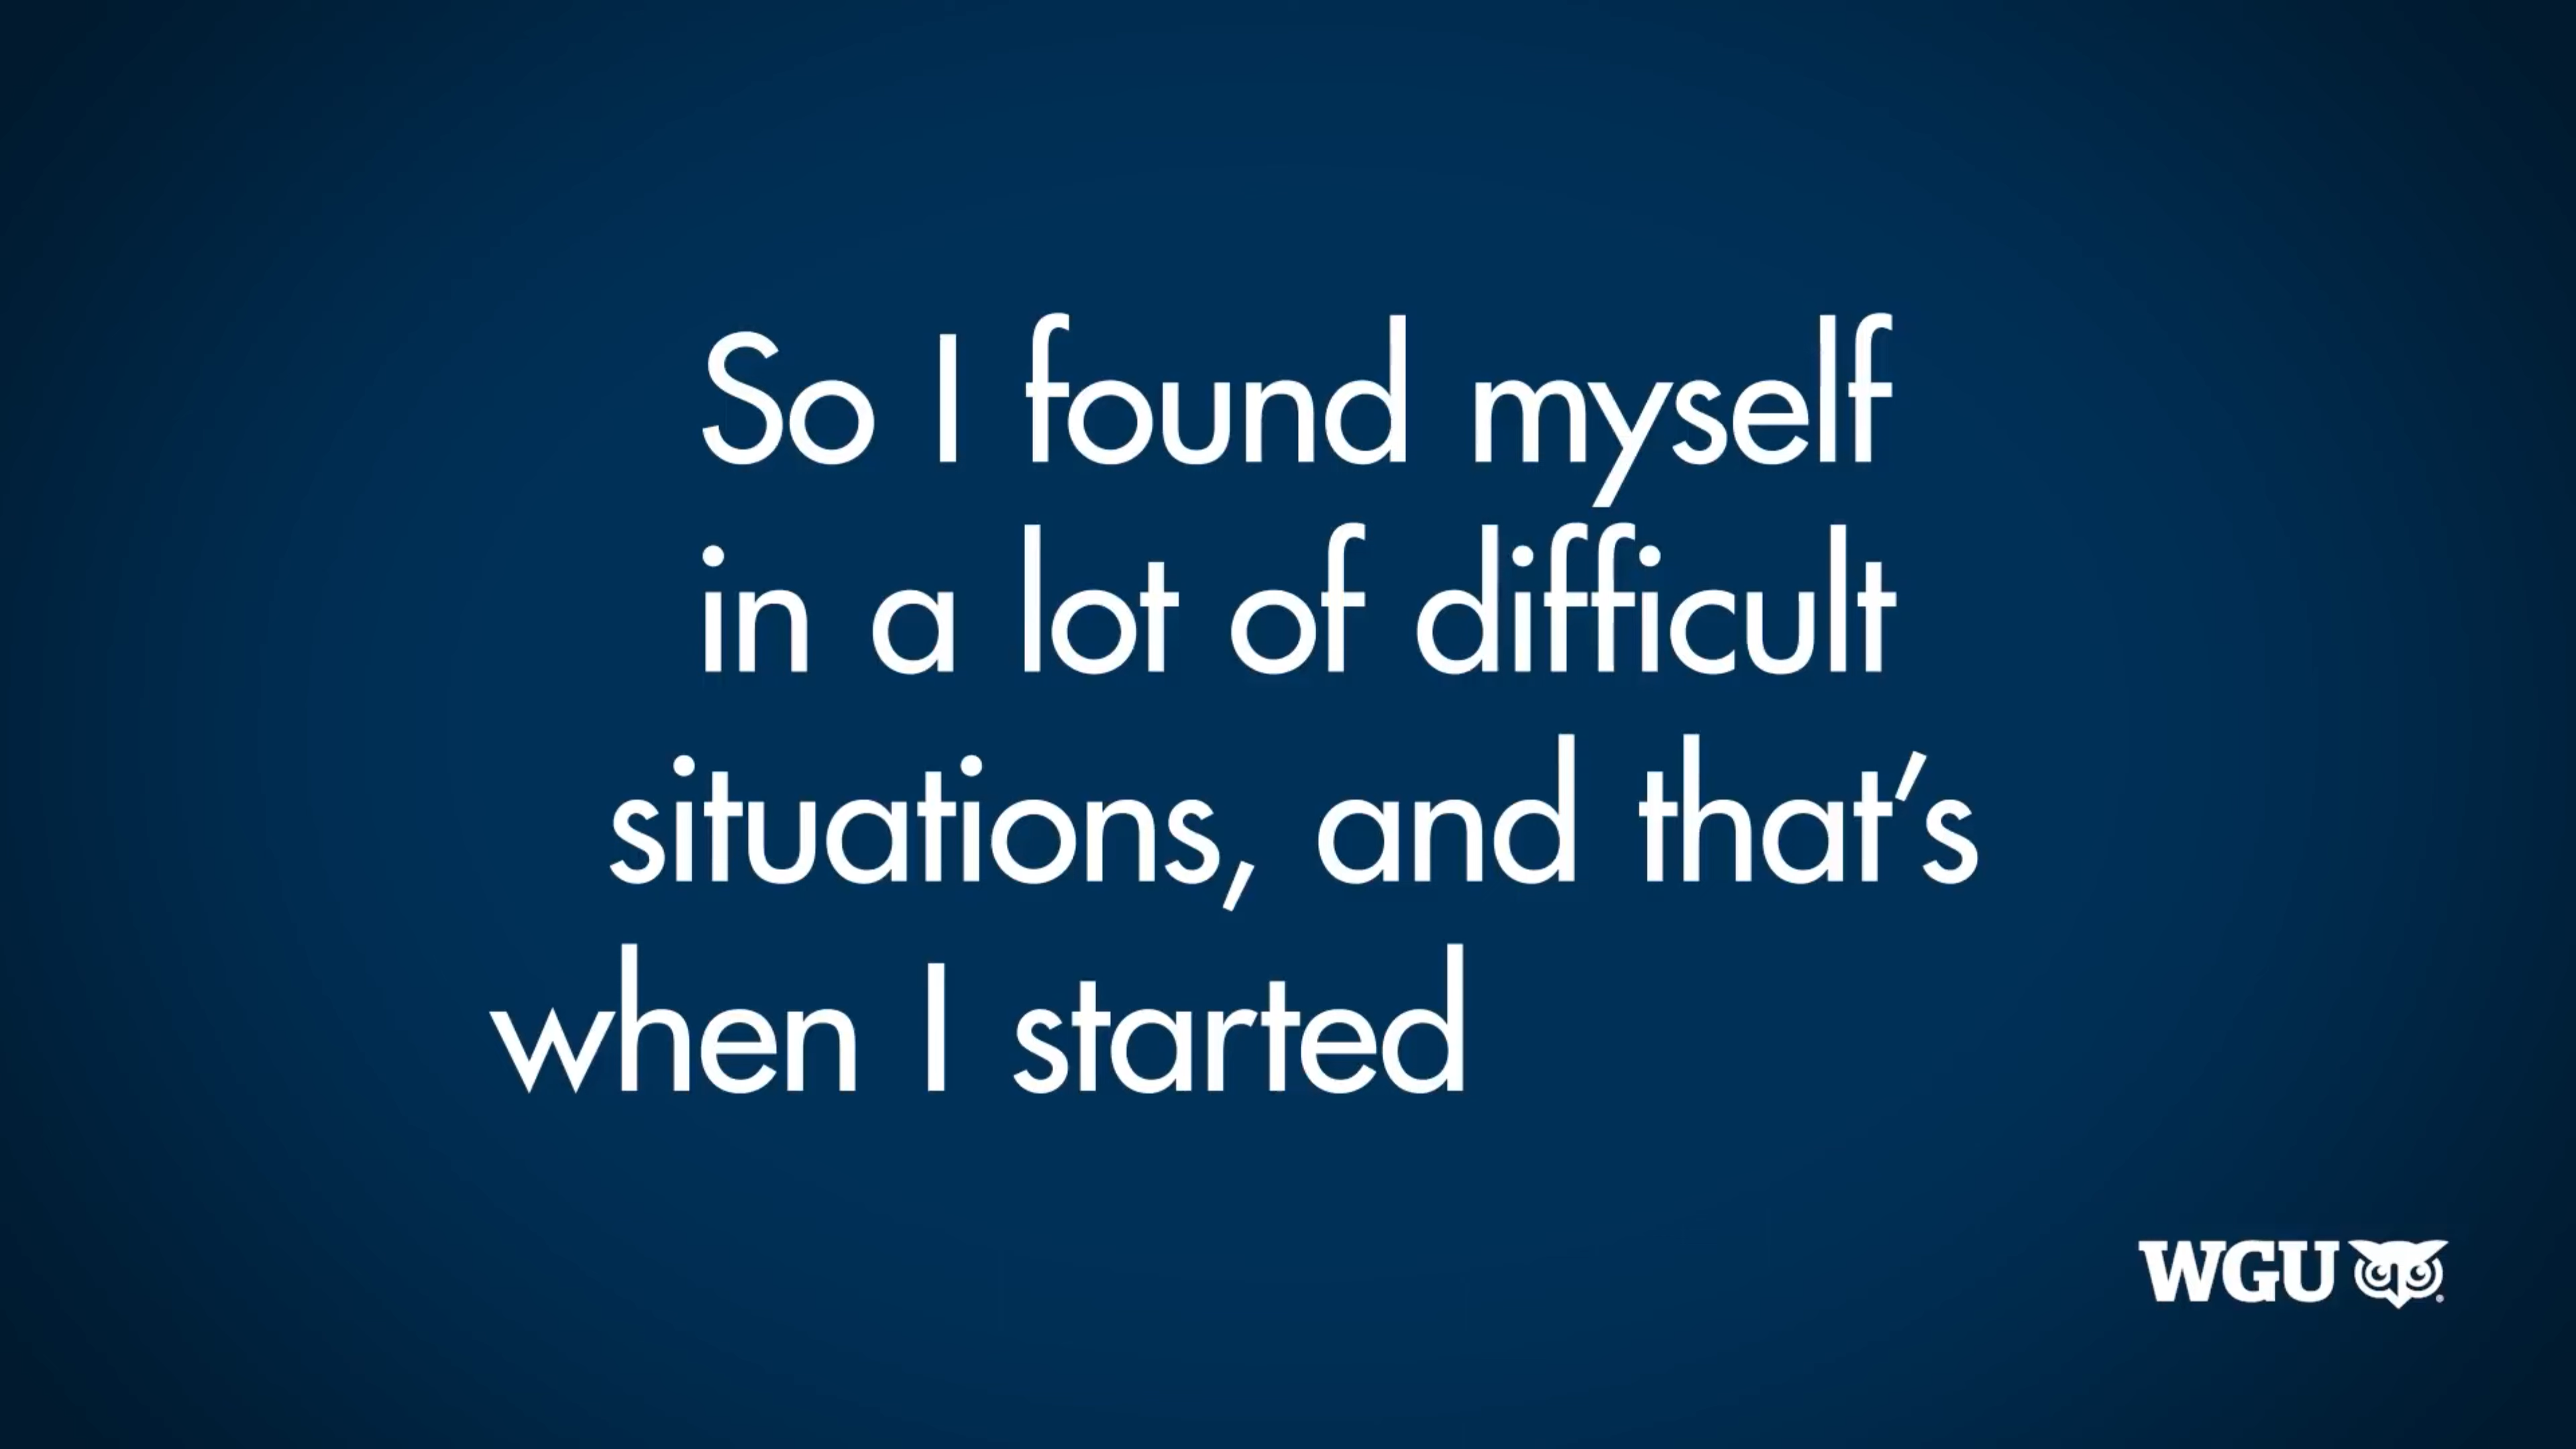 So I found myself
in a lot of difficult
situations, and that’s
when I started
WGU